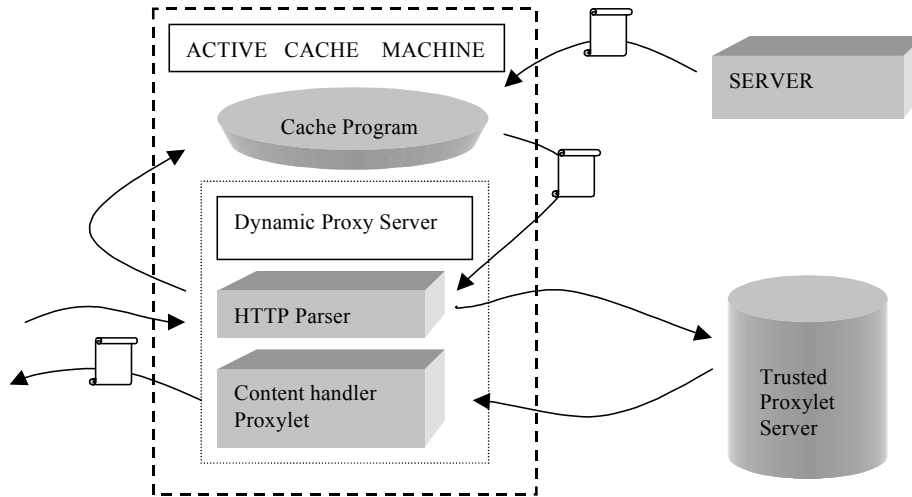 ACTIVE CACHE MACHINE
SERVER
Cache Program
Dynamic Proxy Server
HTTP Parser
Content handler
Proxylet
Trusted
Proxylet
Server